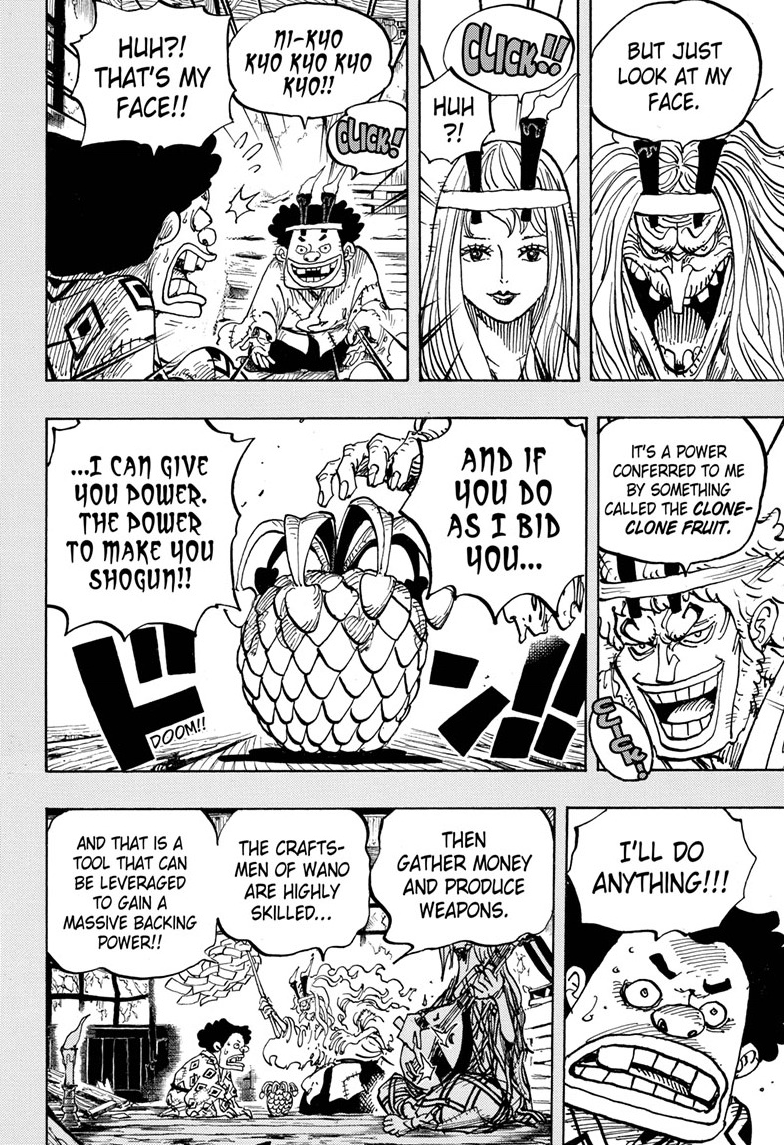 BUT JUST
LOOK AT MY
FACE.
CLICK!!
HUH
?!
NI-KYO
KYO KYO KYO
KYO!!
CLICK!
HUH?!
THAT'S MY
FACE!!
IT'S A POWER
CONFERRED TO ME
BY SOMETHING
CALLED THE CLONE-
CLONE FRUIT.
CLICK!
AND IF
YOU DO
AS I BID
YOU...
...I CAN GIVE
YOU POWER.
THE POWER
TO MAKE YOU
SHOGUN!!
ドン!!
DOOM!!
I'LL DO
ANYTHING!!!
THEN
GATHER MONEY
AND PRODUCE
WEAPONS.
THE CRAFTS-
MEN OF WANO
ARE HIGHLY
SKILLED...
AND THAT IS A
TOOL THAT CAN
BE LEVERAGED
TO GAIN A
MASSIVE BACKING
POWER!!